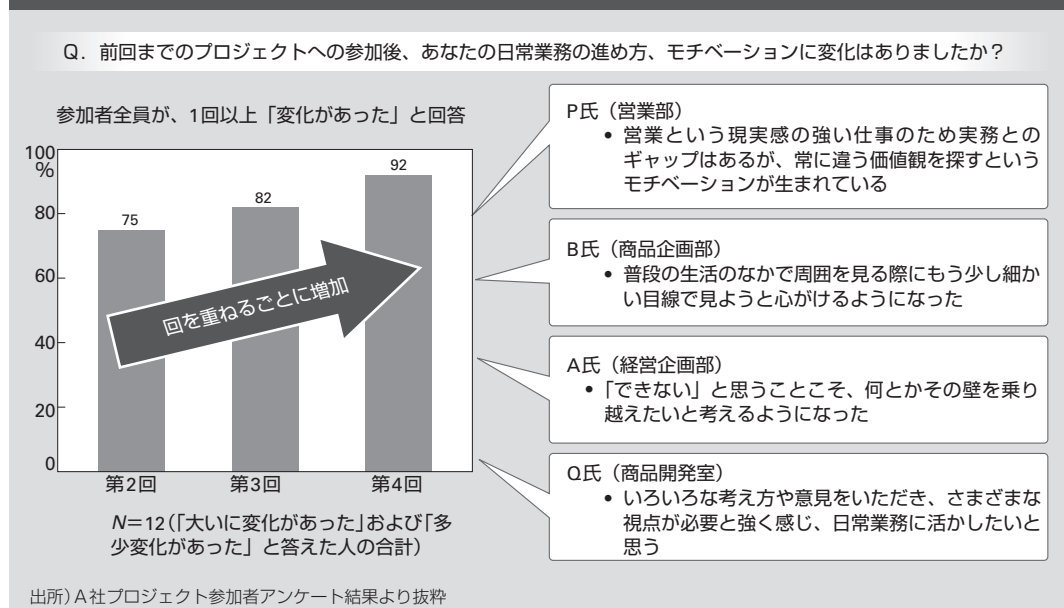 Q．前回までのプロジェクトへの参加後、あなたの日常業務の進め方、モチベーションに変化はありましたか？
参加者全員が、1回以上「変化があった」と回答
100
%
80
60
40
20
0
75
82
92
回を重ねるごとに増加
第2回
第3回
第4回
N＝12（「大いに変化があった」および「多
少変化があった」と答えた人の合計）
P氏（営業部）
• 営業という現実感の強い仕事のため実務との
ギャップはあるが、常に違う価値観を探すという
モチベーションが生まれている
B氏（商品企画部）
• 普段の生活のなかで周囲を見る際にもう少し細か
い目線で見ようと心がけるようになった
A氏（経営企画部）
• 「できない」と思うことこそ、何とかその壁を乗り
越えたいと考えるようになった
Q氏（商品開発室）
• いろいろな考え方や意見をいただき、さまざまな
視点が必要と強く感じ、日常業務に活かしたいと
思う
出所）A社プロジェクト参加者アンケート結果より抜粋